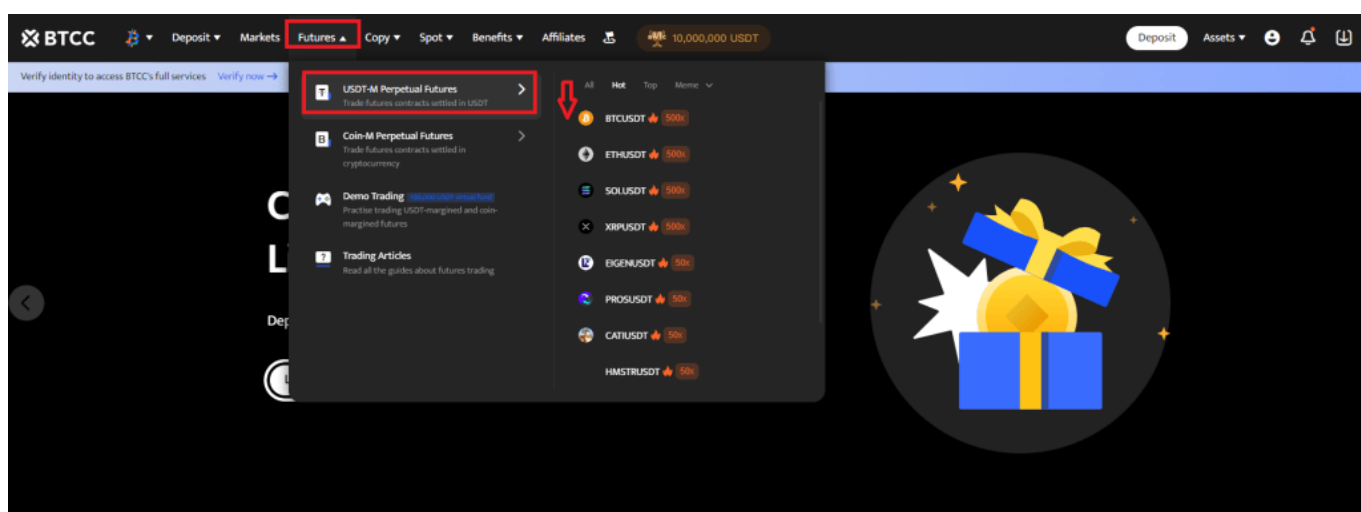 BTCC
Deposit
Markets
Futures
Copy
Spot
Benefits
Affiliates
10,000,000 USDT
Deposit
Assets
Verify identity to access BTCC's full services Verify now →
USDT-M Perpetual Futures
Trade futures contracts settled in USDT
Coin-M Perpetual Futures
Trade futures contracts settled in
cryptocurrency
Demo Trading
Practise trading USDT-margined and coin-
margined futures
Trading Articles
Read all the guides about futures trading
All Hot Top Meme
BTCUSDT 500x
ETHUSDT 500x
SOLUSDT 500x
XRPUSDT 500x
EIGENUSDT 50x
PROSUSDT 50x
CATIUSDT 50x
HMSTRUSDT 50x
C
Li
Dep